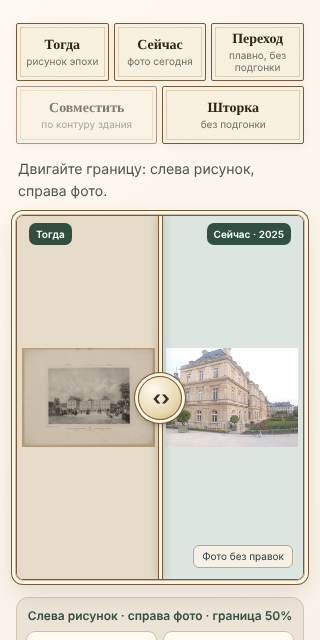 Тогда
рисунок эпохи
Сейчас
фото сегодня
Переход
плавно, без
подгонки
Совместить
по контуру здания
Шторка
без подгонки
Двигайте границу: слева рисунок,
справа фото.
Тогда
Сейчас · 2025
Фото без правок
Слева рисунок · справа фото · граница 50%